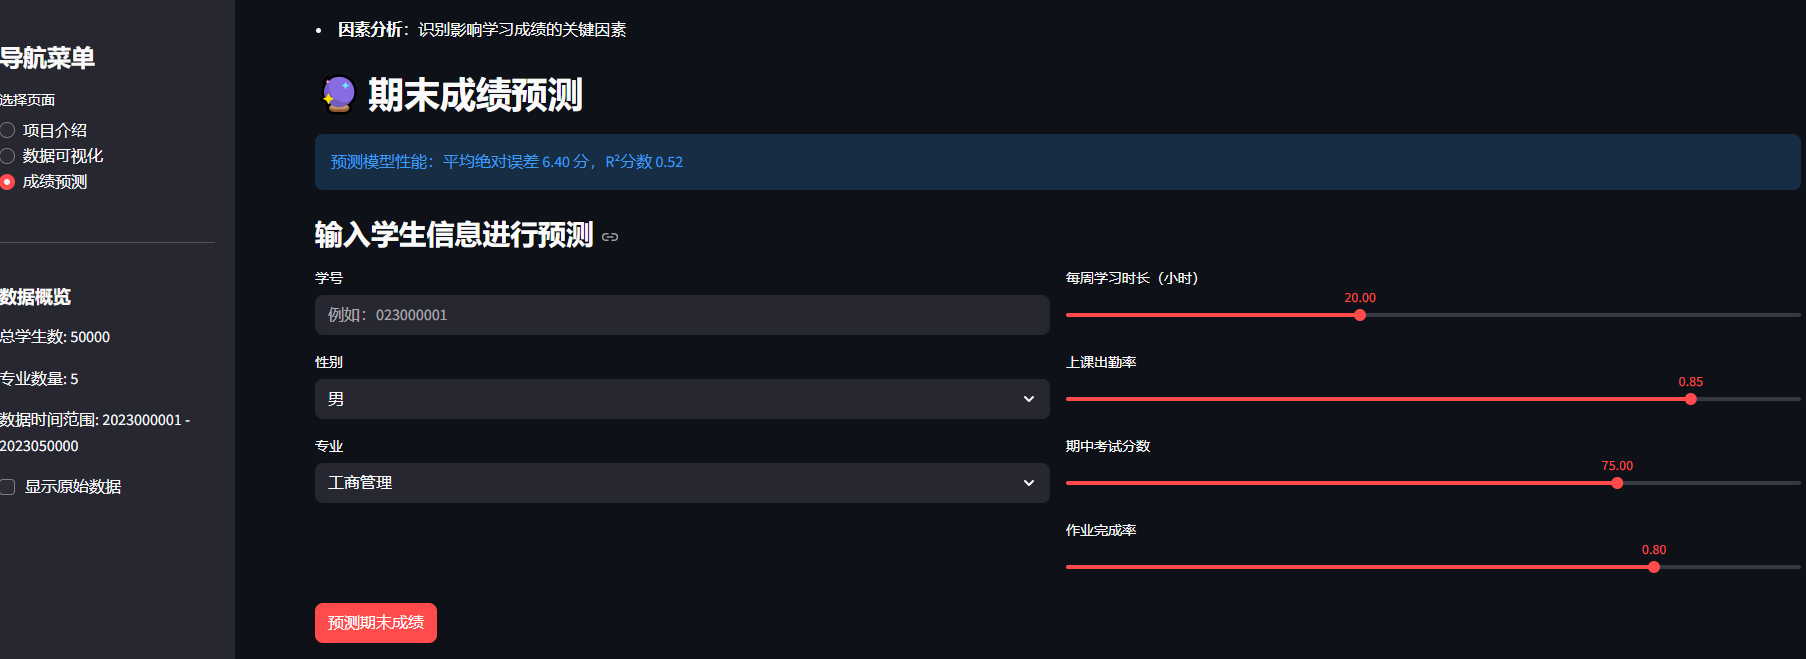 导航菜单
选择页面
项目介绍
数据可视化
成绩预测
数据概览
总学生数: 50000
专业数量: 5
数据时间范围: 2023000001 -
2023050000
显示原始数据
因素分析：识别影响学习成绩的关键因素
期末成绩预测
预测模型性能：平均绝对误差 6.40 分，R²分数 0.52
输入学生信息进行预测
学号
例如：023000001
性别
男
专业
工商管理
每周学习时长（小时）
20.00
上课出勤率
0.85
期中考试分数
75.00
作业完成率
0.80
预测期末成绩